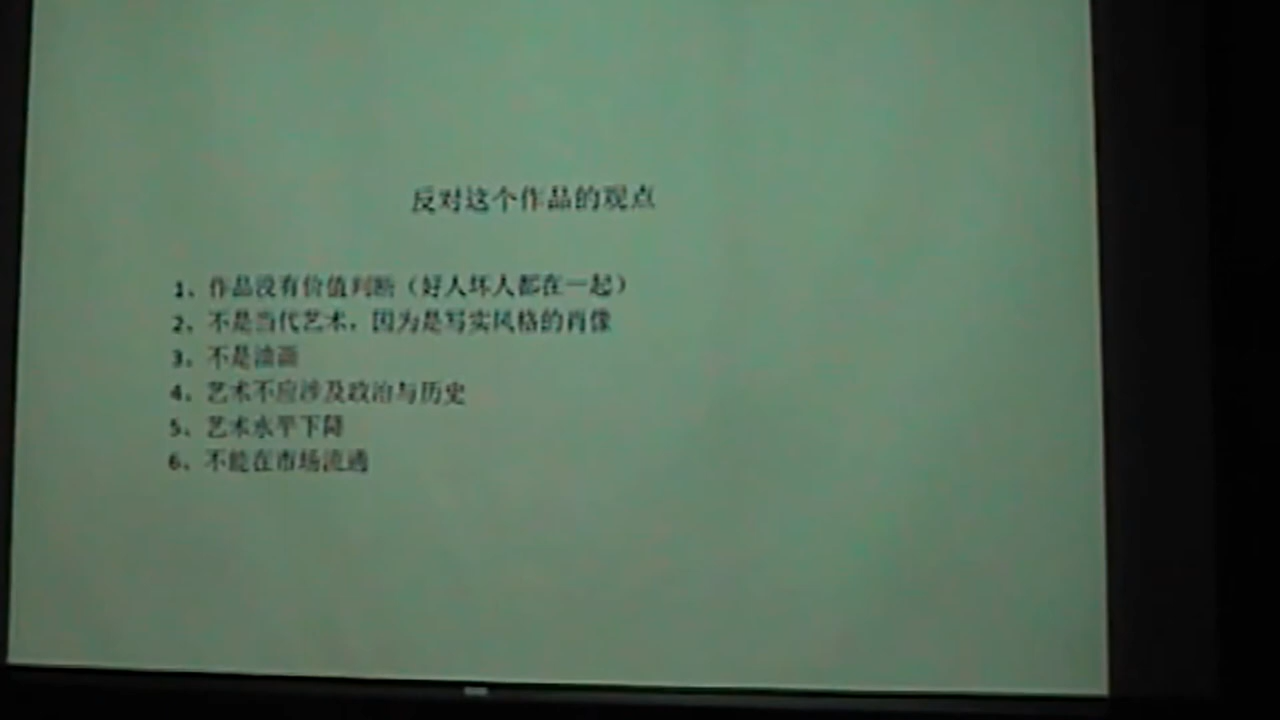 反对这个作品的观点
1、作品没有价值判断（好人坏人都在一起）
2、不是当代艺术，因为是写实风格的肖像
3、不是油画
4、艺术不应涉及政治与历史
5、艺术水平下降
6、不能在市场流通